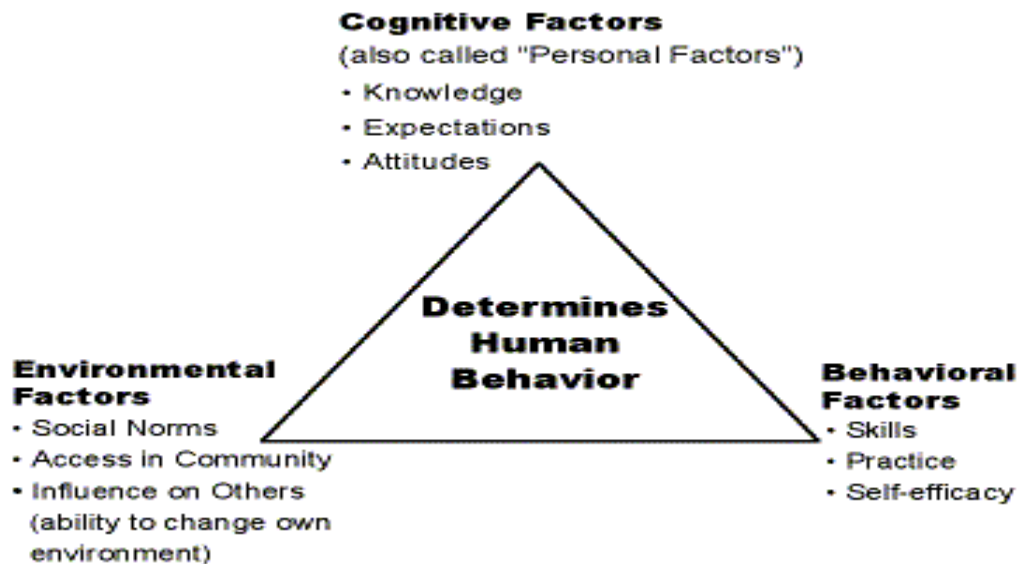 Cognitive Factors
(also called "Personal Factors")
• Knowledge
• Expectations
• Attitudes
Determines
Human
Behavior
Environmental
Factors
• Social Norms
• Access in Community
• Influence on Others
(ability to change own
environment)
Behavioral
Factors
• Skills
• Practice
• Self-efficacy